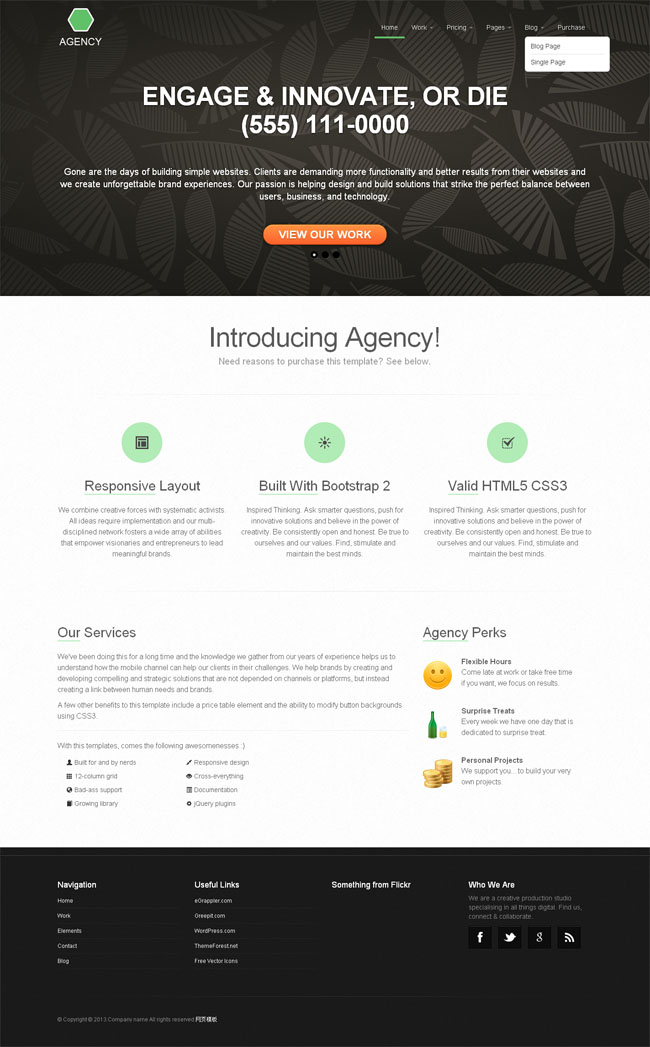 AGENCY
Home Work Pricing Pages Blog Purchase
Blog Page
Single Page
ENGAGE & INNOVATE, OR DIE
(555) 111-0000
Gone are the days of building simple websites. Clients are demanding more functionality and better results from their websites and
we create unforgettable brand experiences. Our passion is helping design and build solutions that strike the perfect balance between
users, business, and technology.
VIEW OUR WORK
Introducing Agency!
Need reasons to purchase this template? See below.
Responsive Layout
We combine creative forces with systematic activists.
All ideas require implementation and our multi-
disciplined network fosters a wide array of abilities
that empower visionaries and entrepreneurs to lead
meaningful brands.
Built With Bootstrap 2
Inspired Thinking. Ask smarter questions, push for
innovative solutions and believe in the power of
creativity. Be consistently open and honest. Be true to
ourselves and our values. Find, stimulate and
maintain the best minds.
Valid HTML5 CSS3
Inspired Thinking. Ask smarter questions, push for
innovative solutions and believe in the power of
creativity. Be consistently open and honest. Be true to
ourselves and our values. Find, stimulate and
maintain the best minds.
Our Services
We've been doing this for a long time and the knowledge we gather from our years of experience helps us to
understand how the mobile channel can help our clients in their challenges. We help brands by creating and
developing compelling and strategic solutions that are not depended on channels or platforms, but instead
creating a link between human needs and brands.
A few other benefits to this template include a price table element and the ability to modify button backgrounds
using CSS3.
With this templates, comes the following awesomenesses :)
Built for and by nerds
12-column grid
Bad-ass support
Growing library
Responsive design
Cross-everything
Documentation
jQuery plugins
Agency Perks
Flexible Hours
Come late at work or take free time
if you want, we focus on results.
Surprise Treats
Every week we have one day that is
dedicated to surprise treat.
Personal Projects
We support you... to build your very
own projects.
Navigation
Home
Work
Elements
Contact
Blog
Useful Links
eGrappler.com
Greepit.com
WordPress.com
ThemeForest.net
Free Vector Icons
Something from Flickr
Who We Are
We are a creative production studio
specialising in all things digital. Find us,
connect & collaborate.
© Copyright © 2013.Company name All rights reserved.网页模板